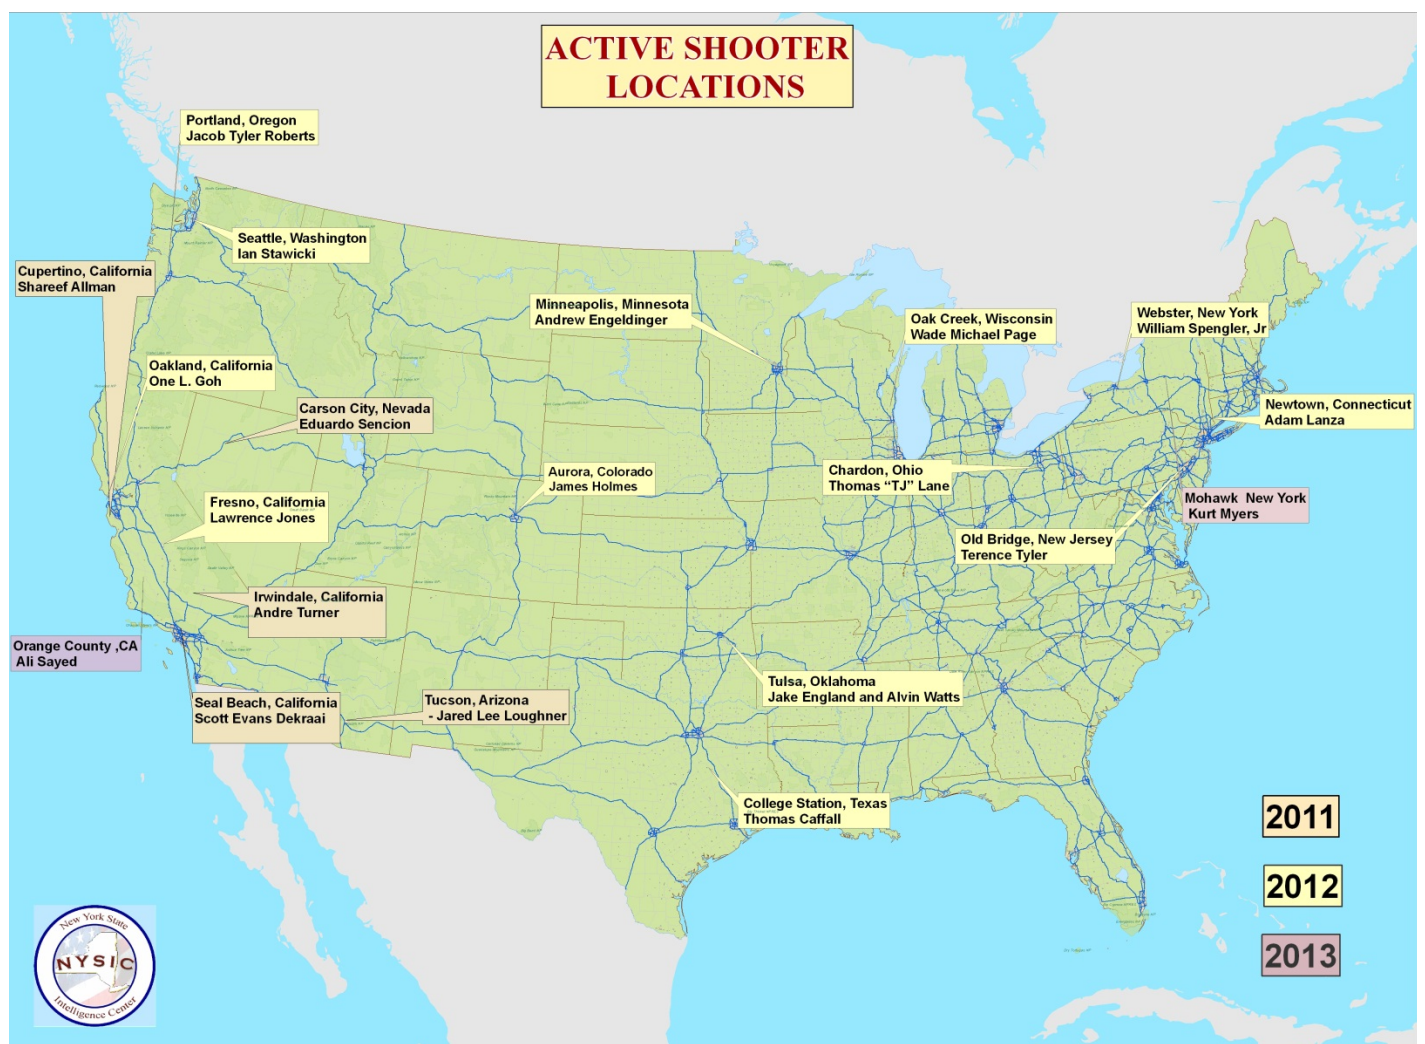 ACTIVE SHOOTER
LOCATIONS
Portland, Oregon
Jacob Tyler Roberts
Seattle, Washington
Ian Stawicki
Cupertino, California
Shareef Allman
Minneapolis, Minnesota
Andrew Engeldinger
Oak Creek, Wisconsin
Wade Michael Page
Webster, New York
William Spengler, Jr
Oakland, California
One L. Goh
Carson City, Nevada
Eduardo Sencion
Newtown, Connecticut
Adam Lanza
Aurora, Colorado
James Holmes
Chardon, Ohio
Thomas “TJ” Lane
Fresno, California
Lawrence Jones
Mohawk New York
Kurt Myers
Old Bridge, New Jersey
Terence Tyler
Irwindale, California
Andre Turner
Orange County ,CA
Ali Sayed
Tulsa, Oklahoma
Jake England and Alvin Watts
Seal Beach, California
Scott Evans Dekraai
Tucson, Arizona
- Jared Lee Loughner
College Station, Texas
Thomas Caffall
2011
2012
2013
New York State
NYSIC
Intelligence Center